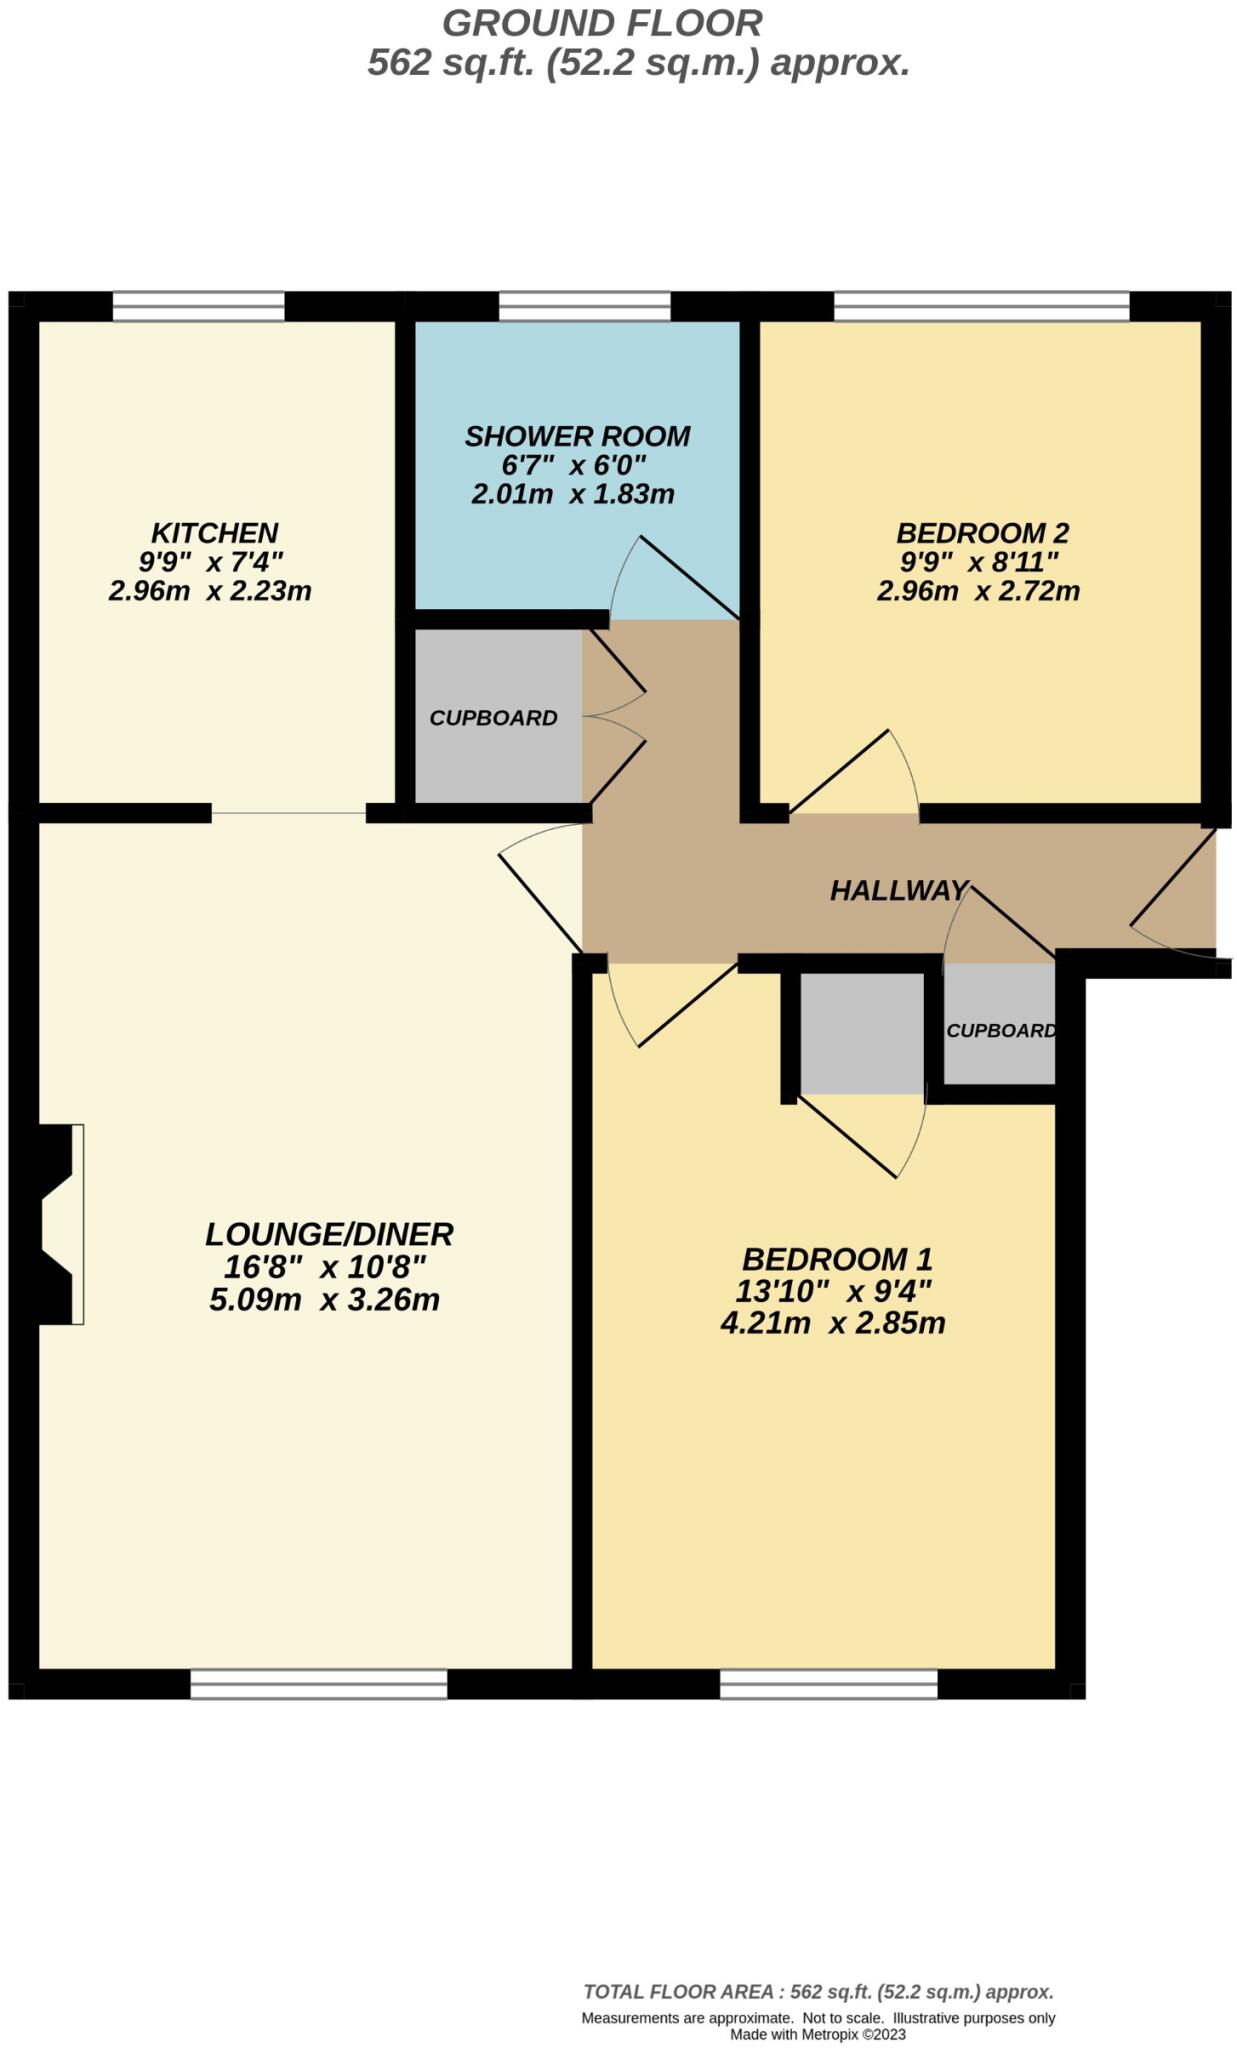 GROUND FLOOR
562 sq.ft. (52.2 sq.m.) approx.
SHOWER ROOM
6'7" x 6'0"
2.01m x 1.83m
KITCHEN
9'9" x 7'4"
2.96m x 2.23m
BEDROOM 2
9'9" x 8'11"
2.96m x 2.72m
CUPBOARD
HALLWAY
CUPBOARD
LOUNGE/DINER
16'8" x 10'8"
5.09m x 3.26m
BEDROOM 1
13'10" x 9'4"
4.21m x 2.85m
TOTAL FLOOR AREA : 562 sq.ft. (52.2 sq.m.) approx.
Measurements are approximate. Not to scale. Illustrative purposes only
Made with Metropix ©2023